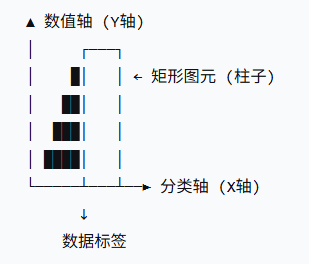 ▲ 数值轴 (Y轴)
← 矩形图元 (柱子)
分类轴 (X轴)
↓
数据标签